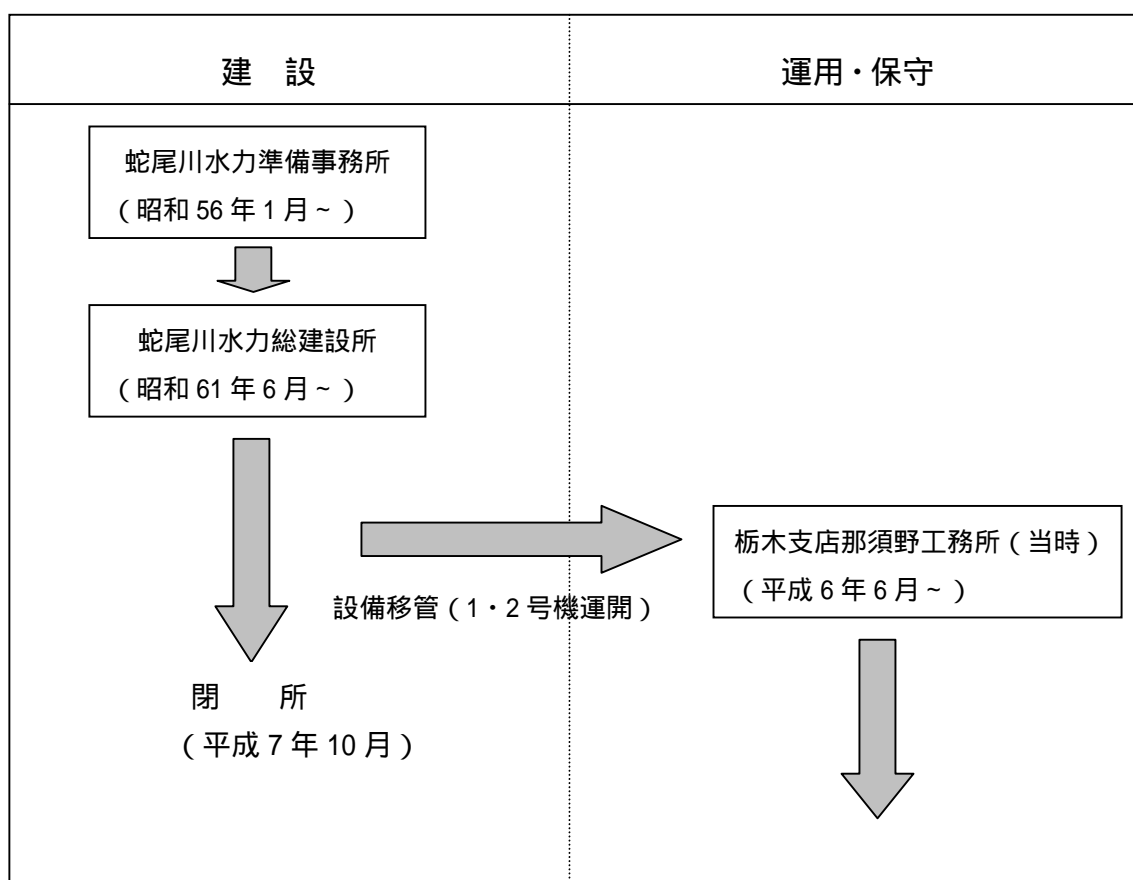 建　設
運用・保守
蛇尾川水力準備事務所
（昭和 56 年 1 月~ ）
蛇尾川水力総建設所
（昭和 61 年 6 月~ ）
設備移管（1・2 号機運開）
栃木支店那須野工務所（当時）
（平成 6 年 6 月~ ）
閉　　所
（平成 7 年 10 月）